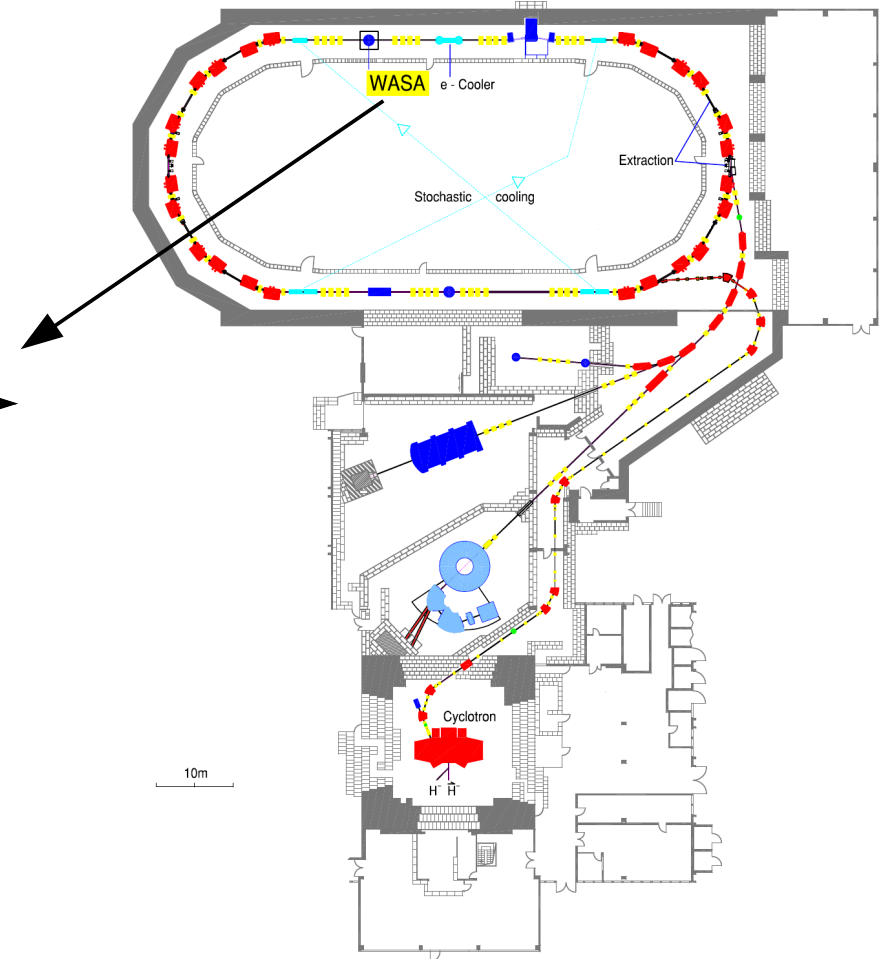 WASA
e - Cooler
Extraction
Stochastic cooling
Cyclotron
10m
H⁻ H⃗⁻